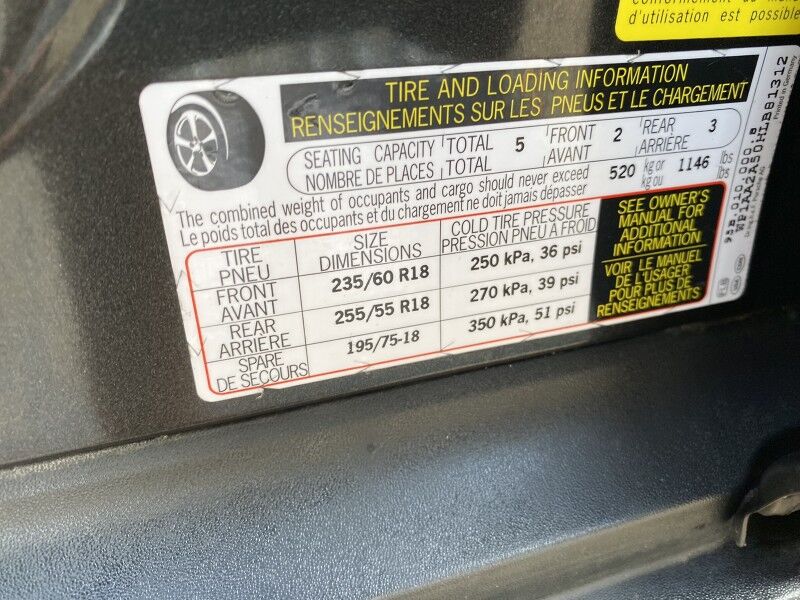 Conformément au
d'utilisation est possible
TIRE AND LOADING INFORMATION
RENSEIGNEMENTS SUR LES PNEUS ET LE CHARGEMENT
SEATING CAPACITY TOTAL 5 FRONT 2 REAR 3
NOMBRE DE PLACES TOTAL AVANT ARRIÈRE
The combined weight of occupants and cargo should never exceed 520 kg or 1146 lbs
Le poids total des occupants et du chargement ne doit jamais dépasser kg ou lbs
TIRE SIZE COLD TIRE PRESSURE
PNEU DIMENSIONS PRESSION PNEU A FROID
FRONT 235/60 R18 250 kPa, 36 psi
AVANT
REAR 255/55 R18 270 kPa, 39 psi
ARRIÈRE
SPARE 195/75-18 350 kPa, 51 psi
DE SECOURS
SEE OWNER'S
MANUAL FOR
ADDITIONAL
INFORMATION
VOIR LE MANUEL
DE L'USAGER
POUR PLUS DE
RENSEIGNEMENTS
95B.010.000.B
WP1AA2A50HLB81312
Printed in Germany